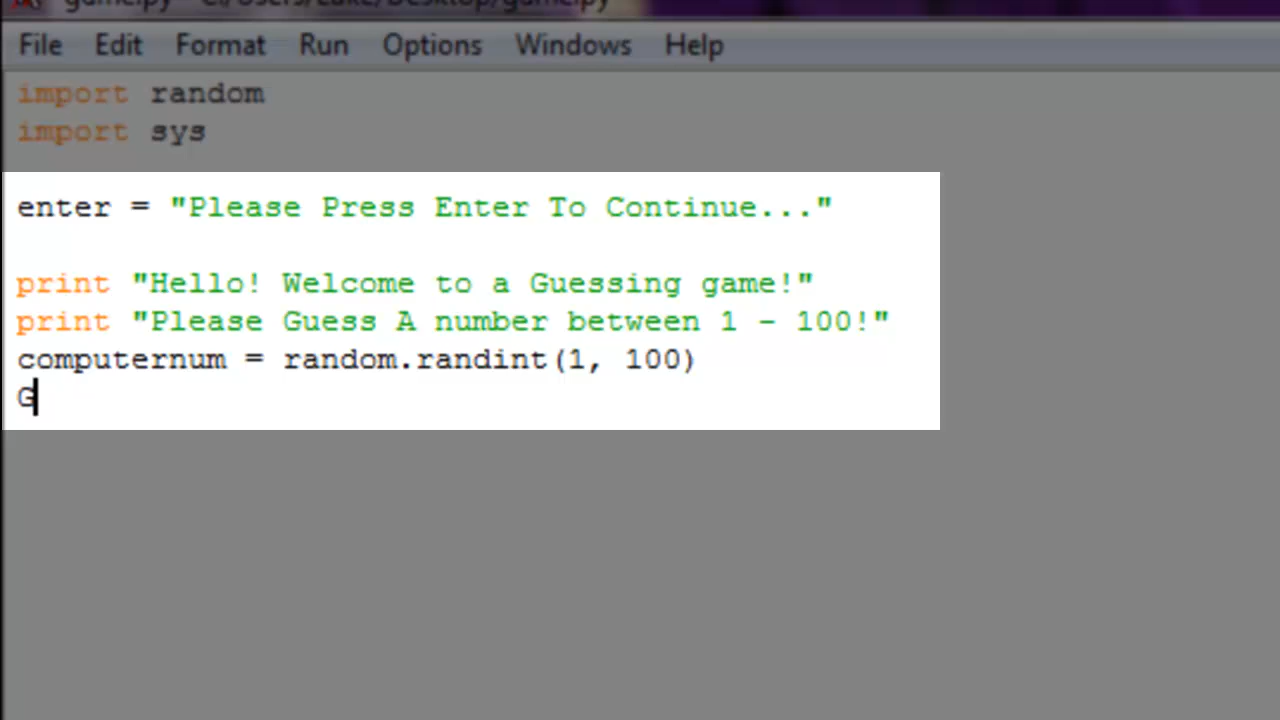 File Edit Format Run Options Windows Help
import random
import sys
enter = "Please Press Enter To Continue..."
print "Hello! Welcome to a Guessing game!"
print "Please Guess A number between 1 - 100!"
computernum = random.randint(1, 100)
G